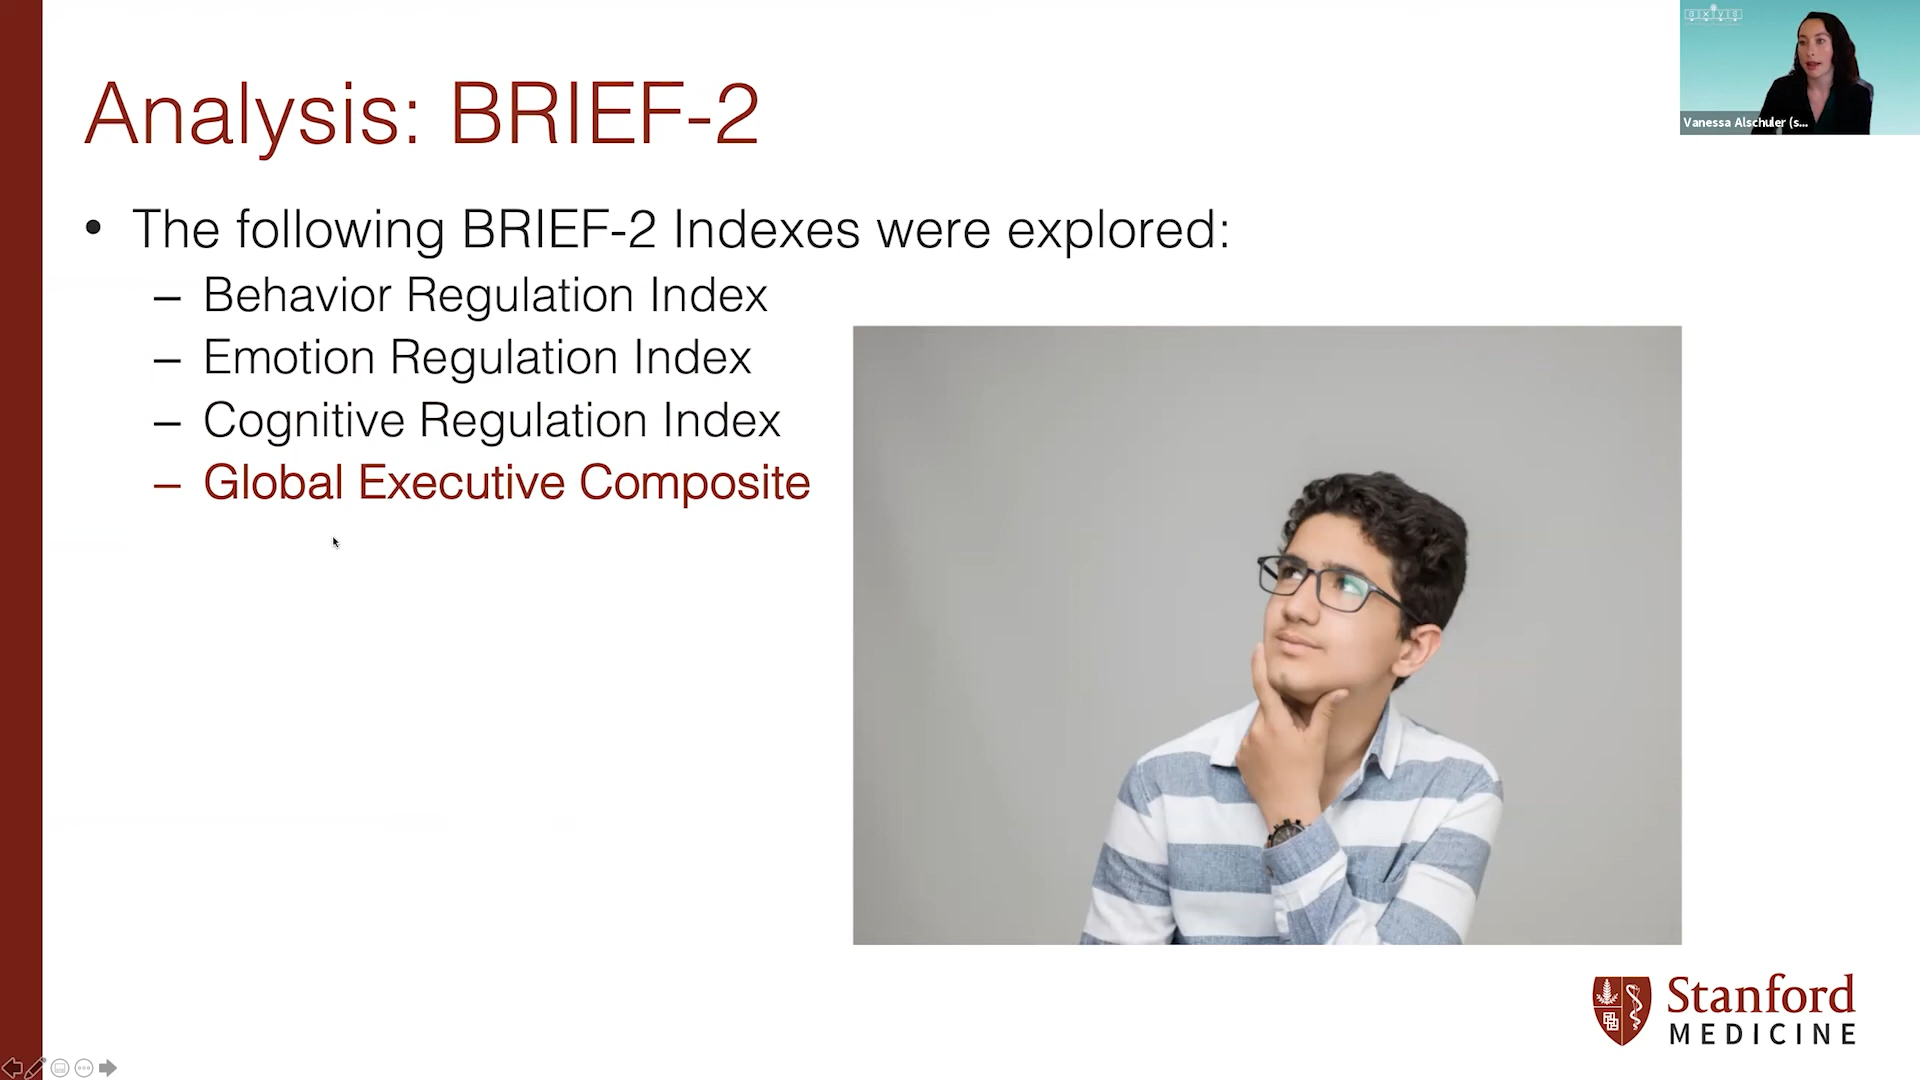 axys
Analysis: BRIEF-2
Vanessa Alschuler (s...
• The following BRIEF-2 Indexes were explored:
– Behavior Regulation Index
– Emotion Regulation Index
– Cognitive Regulation Index
– Global Executive Composite
Stanford
MEDICINE